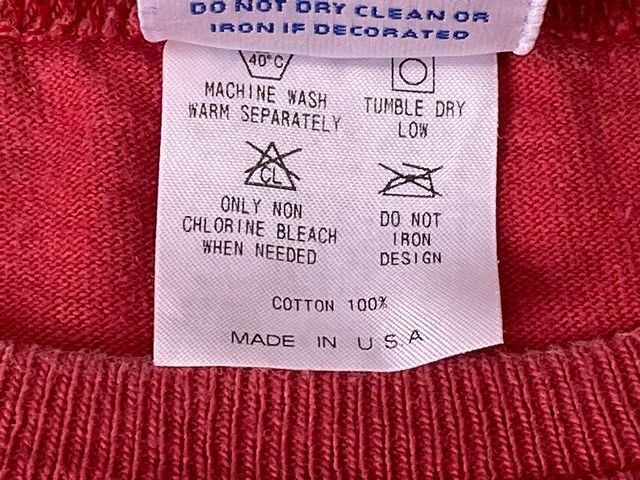 DO NOT DRY CLEAN OR
IRON IF DECORATED
40°C
MACHINE WASH
WARM SEPARATELY
TUMBLE DRY
LOW
CL
ONLY NON
CHLORINE BLEACH
WHEN NEEDED
DO NOT
IRON
DESIGN
COTTON 100%
MADE IN U.S.A